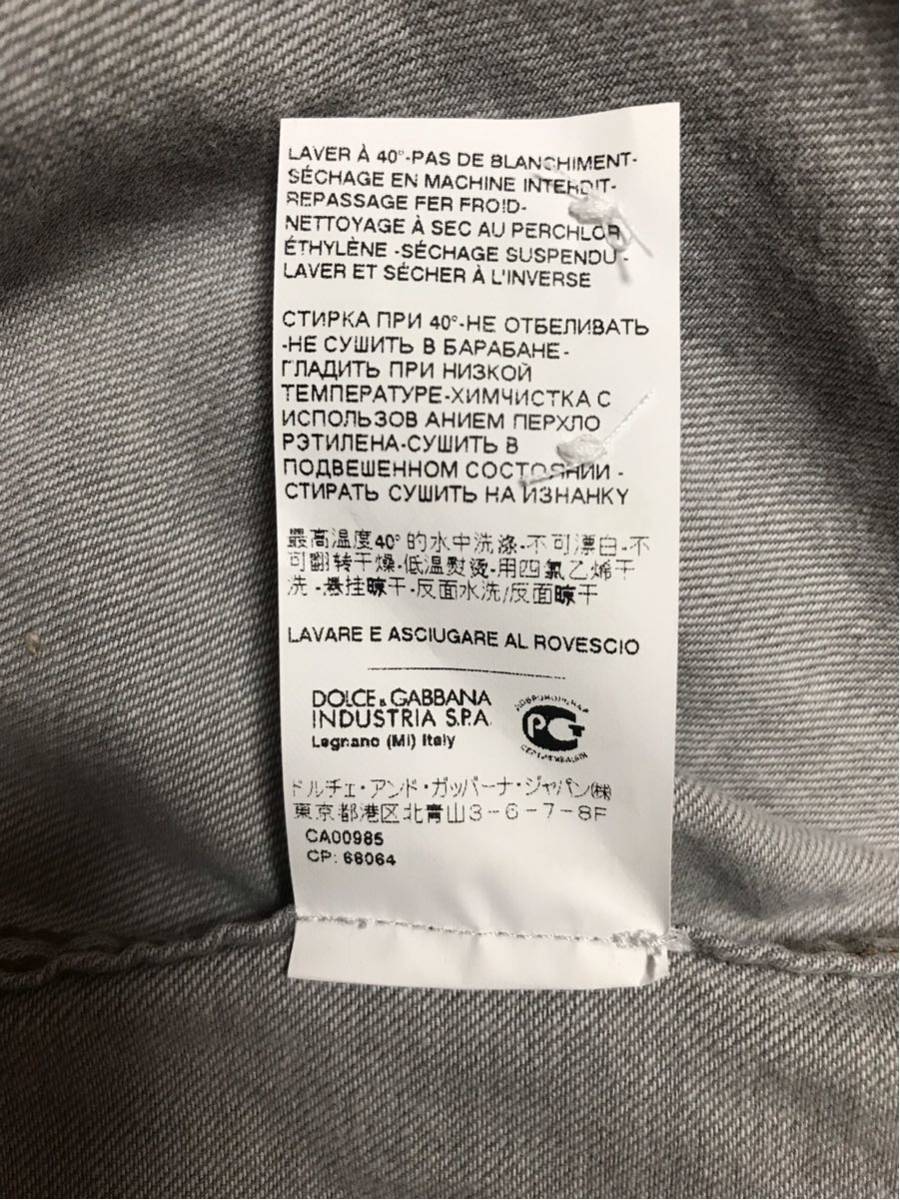 LAVER À 40°-PAS DE BLANCHIMENT-
SÉCHAGE EN MACHINE INTERDIT-
REPASSAGE FER FROID-
NETTOYAGE À SEC AU PERCHLOR
ÉTHYLÈNE -SÉCHAGE SUSPENDU -
LAVER ET SÉCHER À L'INVERSE
СТИРКА ПРИ 40°-НЕ ОТБЕЛИВАТЬ
-НЕ СУШИТЬ В БАРАБАНЕ-
ГЛАДИТЬ ПРИ НИЗКОЙ
ТЕМПЕРАТУРЕ-ХИМЧИСТКА С
ИСПОЛЬЗОВ АНИЕМ ПЕРХЛО
РЭТИЛЕНА-СУШИТЬ В
ПОДВЕШЕННОМ СОСТОЯНИИ -
СТИРАТЬ СУШИТЬ НА ИЗНАНКУ
最高温度40° 的水中洗涤-不可漂白-不
可翻转干燥-低温熨烫-用四氯乙烯干
洗 -悬挂晾干-反面水洗/反面晾干
LAVARE E ASCIUGARE AL ROVESCIO
DOLCE & GABBANA
INDUSTRIA S.P.A.
Legnano (MI) Italy
ДОБРОВОЛЬНАЯ
РСТ
СЕРТИФИКАЦИЯ
ドルチェ・アンド・ガッバーナ・ジャパン㈱
東京都港区北青山3-6-7-8F
CA00985
CP: 68064